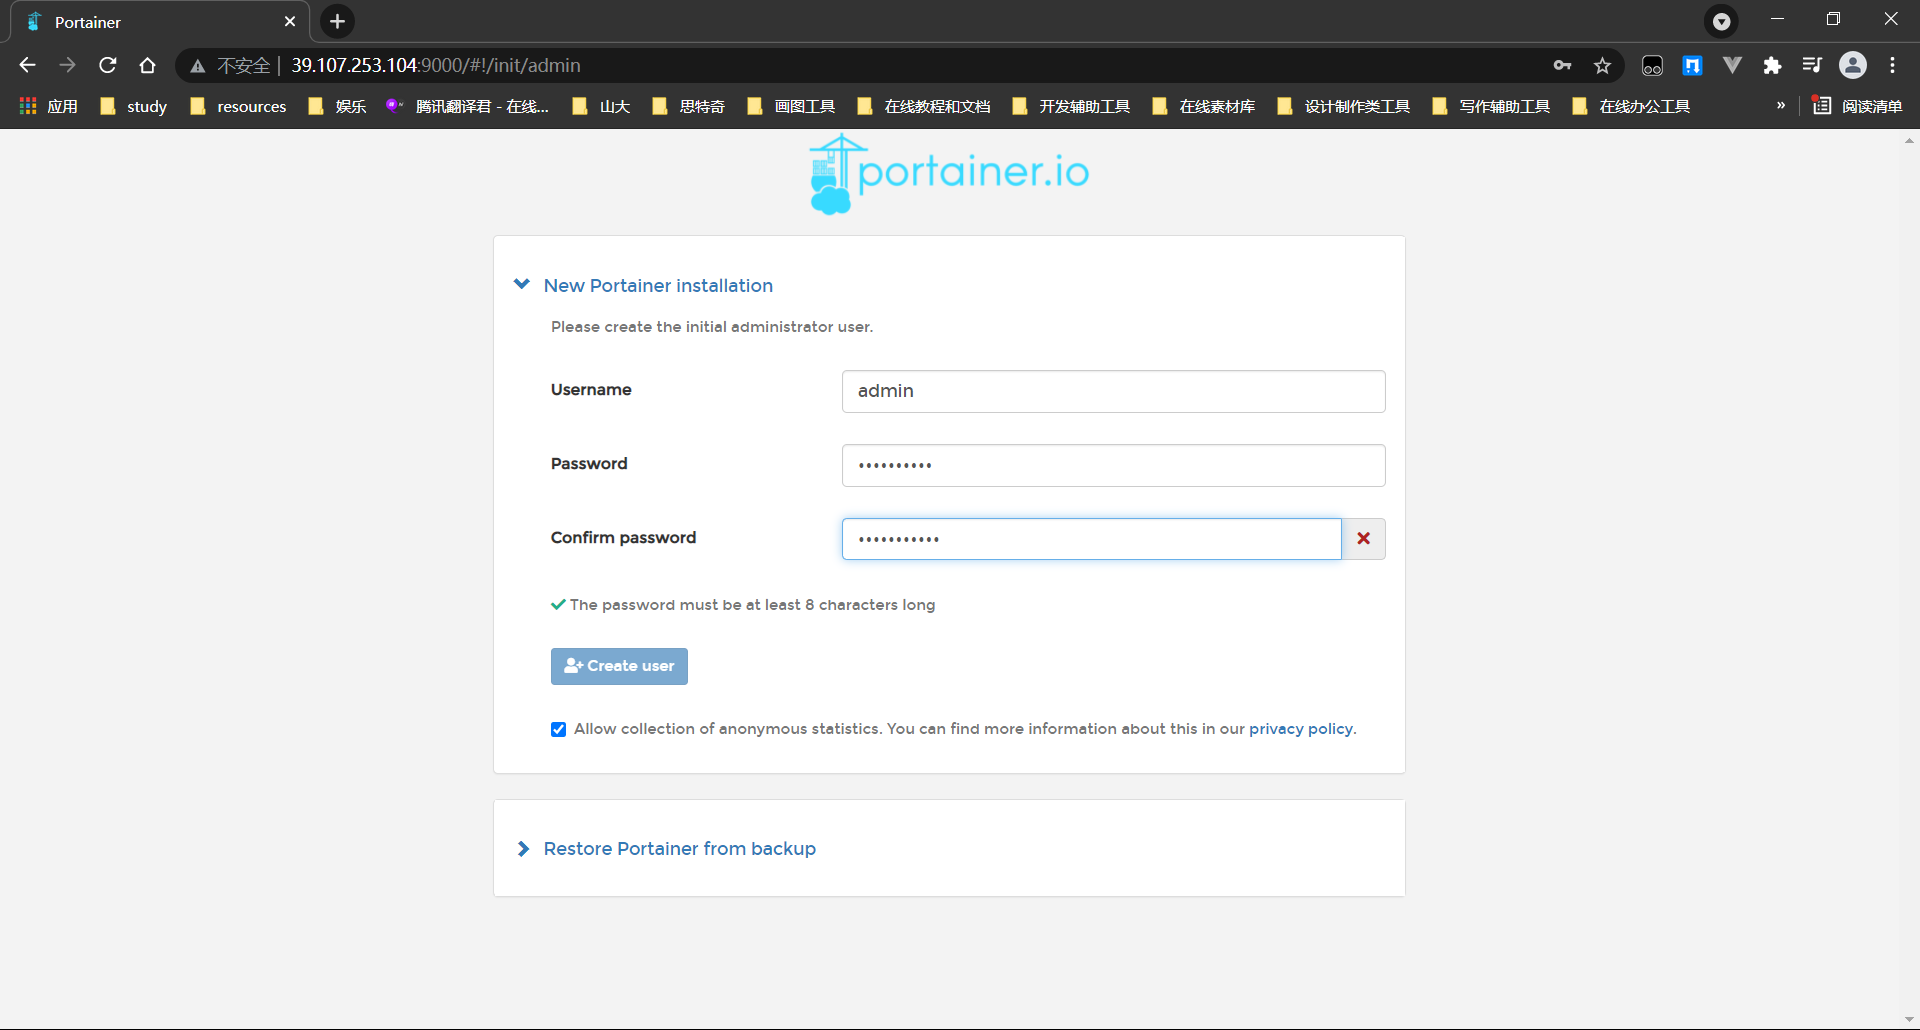 Portainer
不安全 39.107.253.104:9000/#!/init/admin
应用 study resources 娱乐 腾讯翻译君 - 在线... 山大 思特奇 画图工具 在线教程和文档 开发辅助工具 在线素材库 设计制作类工具 写作辅助工具 在线办公工具 » 阅读清单
portainer.io
New Portainer installation
Please create the initial administrator user.
Username admin
Password ••••••••••
Confirm password •••••••••••
The password must be at least 8 characters long
Create user
Allow collection of anonymous statistics. You can find more information about this in our privacy policy.
Restore Portainer from backup